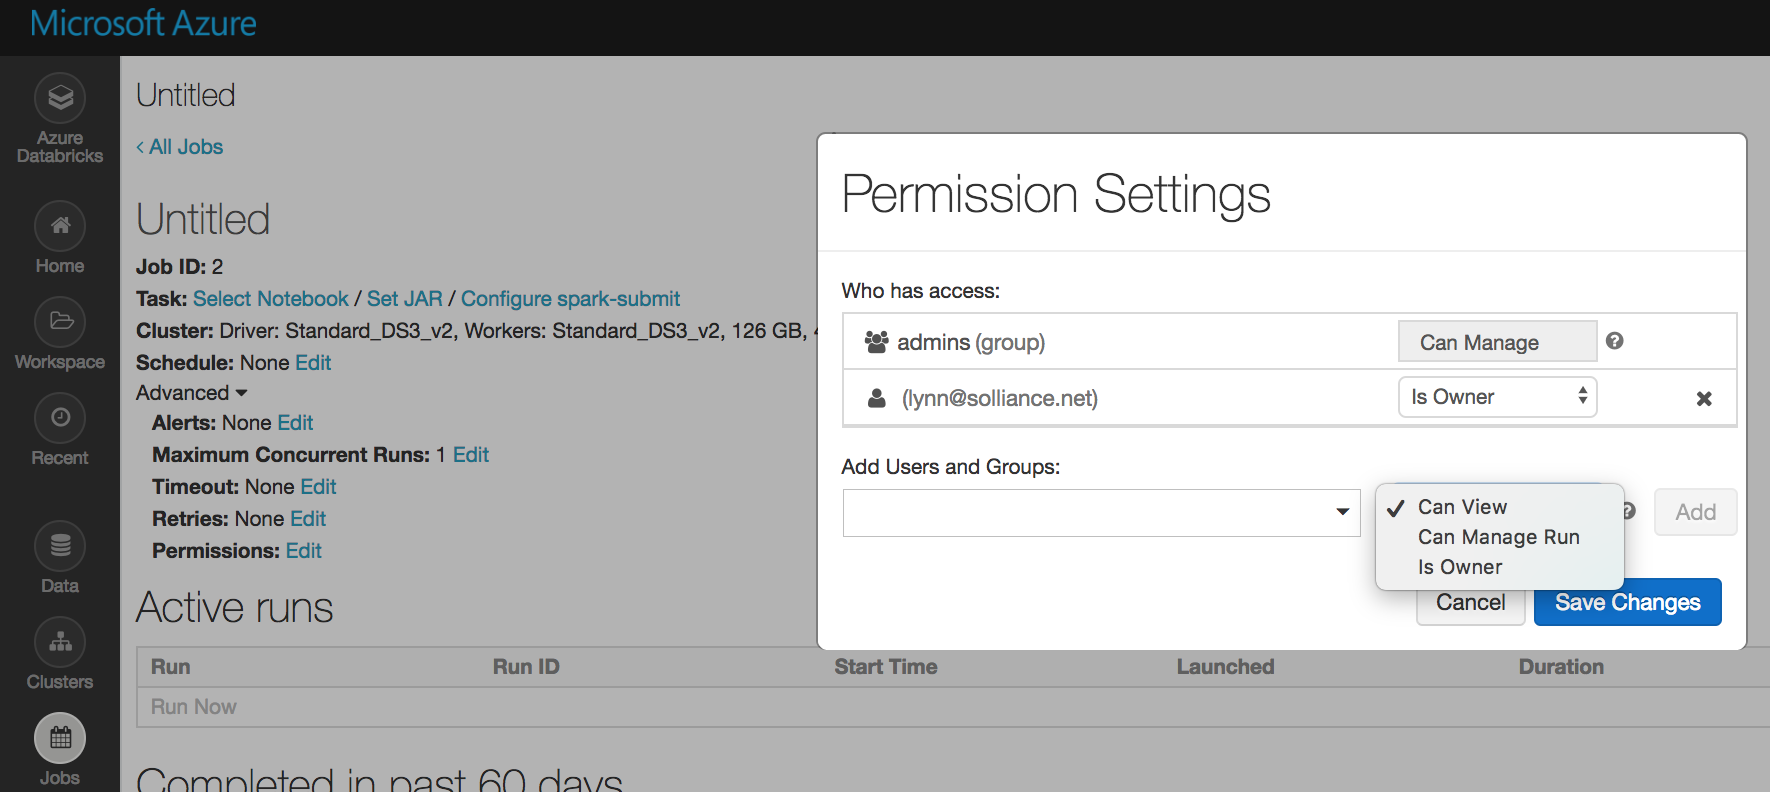 Microsoft Azure
Azure
Databricks
Home
Workspace
Recent
Data
Clusters
Jobs
Untitled
‹ All Jobs
Untitled
Job ID: 2
Task: Select Notebook / Set JAR / Configure spark-submit
Cluster: Driver: Standard_DS3_v2, Workers: Standard_DS3_v2, 126 GB,
Schedule: None Edit
Advanced
Alerts: None Edit
Maximum Concurrent Runs: 1 Edit
Timeout: None Edit
Retries: None Edit
Permissions: Edit
Active runs
Run Run ID Start Time Launched Duration
Run Now
Completed in past 60 days
Permission Settings
Who has access:
admins (group) Can Manage ?
(lynn@solliance.net) Is Owner
Add Users and Groups:
Can View
Can Manage Run
Is Owner
? Add
Cancel Save Changes